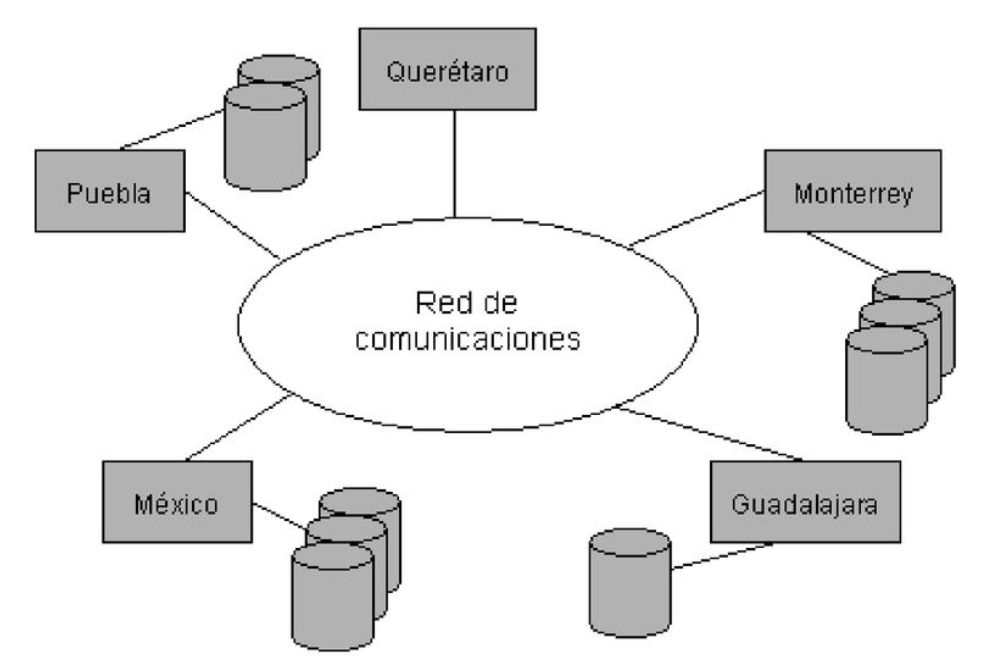 Querétaro
Puebla
Monterrey
Red de
comunicaciones
México
Guadalajara